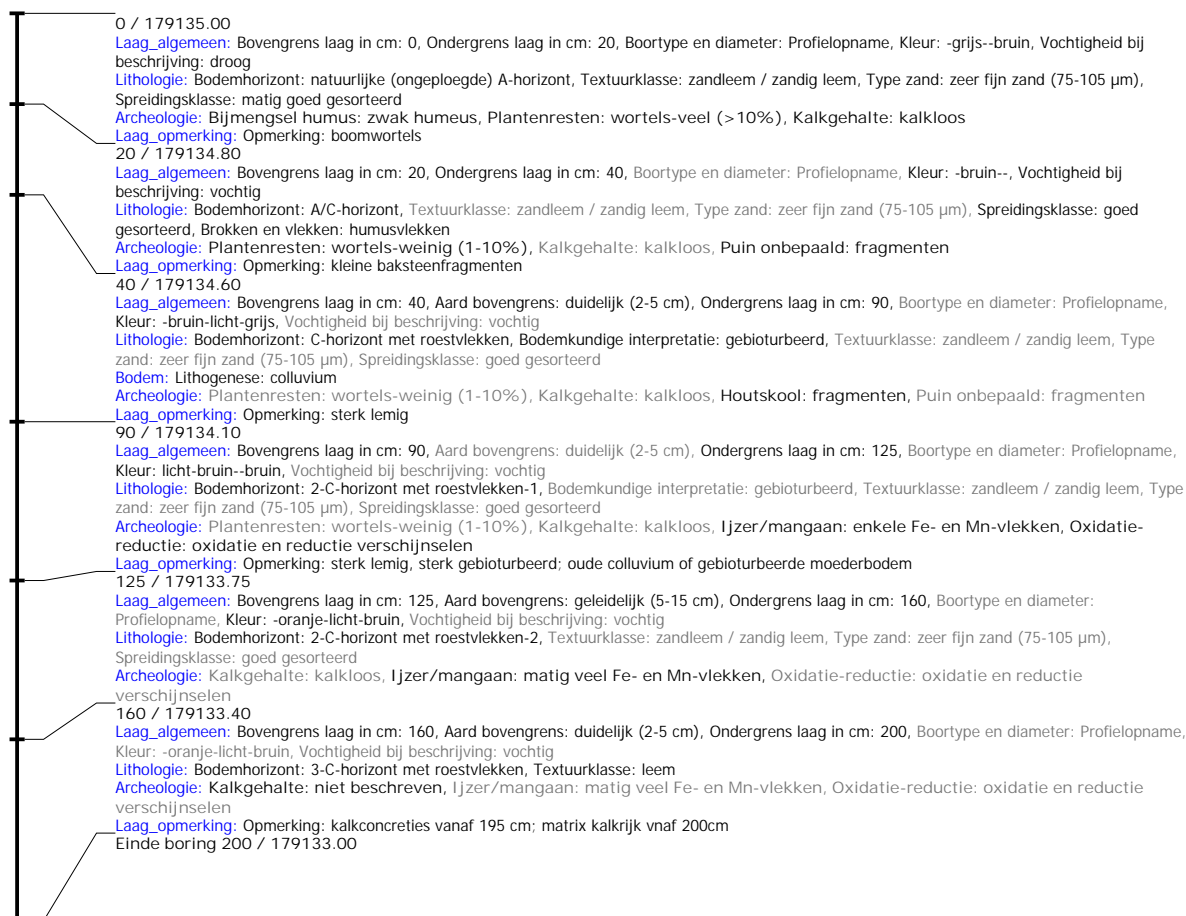 0 / 179135.00
Laag_algemeen: Bovengrens laag in cm: 0, Ondergrens laag in cm: 20, Boortype en diameter: Profielopname, Kleur: -grijs--bruin, Vochtigheid bij
beschrijving: droog
Lithologie: Bodemhorizont: natuurlijke (ongeploegde) A-horizont, Textuurklasse: zandleem / zandig leem, Type zand: zeer fijn zand (75-105 µm),
Spreidingsklasse: matig goed gesorteerd
Archeologie: Bijmengsel humus: zwak humeus, Plantenresten: wortels-veel (>10%), Kalkgehalte: kalkloos
Laag_opmerking: Opmerking: boomwortels
20 / 179134.80
Laag_algemeen: Bovengrens laag in cm: 20, Ondergrens laag in cm: 40, Boortype en diameter: Profielopname, Kleur: -bruin--, Vochtigheid bij
beschrijving: vochtig
Lithologie: Bodemhorizont: A/C-horizont, Textuurklasse: zandleem / zandig leem, Type zand: zeer fijn zand (75-105 µm), Spreidingsklasse: goed
gesorteerd, Brokken en vlekken: humusvlekken
Archeologie: Plantenresten: wortels-weinig (1-10%), Kalkgehalte: kalkloos, Puin onbepaald: fragmenten
Laag_opmerking: Opmerking: kleine baksteenfragmenten
40 / 179134.60
Laag_algemeen: Bovengrens laag in cm: 40, Aard bovengrens: duidelijk (2-5 cm), Ondergrens laag in cm: 90, Boortype en diameter: Profielopname,
Kleur: -bruin-licht-grijs, Vochtigheid bij beschrijving: vochtig
Lithologie: Bodemhorizont: C-horizont met roestvlekken, Bodemkundige interpretatie: gebioturbeerd, Textuurklasse: zandleem / zandig leem, Type
zand: zeer fijn zand (75-105 µm), Spreidingsklasse: goed gesorteerd
Bodem: Lithogenese: colluvium
Archeologie: Plantenresten: wortels-weinig (1-10%), Kalkgehalte: kalkloos, Houtskool: fragmenten, Puin onbepaald: fragmenten
Laag_opmerking: Opmerking: sterk lemig
90 / 179134.10
Laag_algemeen: Bovengrens laag in cm: 90, Aard bovengrens: duidelijk (2-5 cm), Ondergrens laag in cm: 125, Boortype en diameter: Profielopname,
Kleur: licht-bruin--bruin, Vochtigheid bij beschrijving: vochtig
Lithologie: Bodemhorizont: 2-C-horizont met roestvlekken-1, Bodemkundige interpretatie: gebioturbeerd, Textuurklasse: zandleem / zandig leem, Type
zand: zeer fijn zand (75-105 µm), Spreidingsklasse: goed gesorteerd
Archeologie: Plantenresten: wortels-weinig (1-10%), Kalkgehalte: kalkloos, Ijzer/mangaan: enkele Fe- en Mn-vlekken, Oxidatie-
reductie: oxidatie en reductie verschijnselen
Laag_opmerking: Opmerking: sterk lemig, sterk gebioturbeerd; oude colluvium of gebioturbeerde moederbodem
125 / 179133.75
Laag_algemeen: Bovengrens laag in cm: 125, Aard bovengrens: geleidelijk (5-15 cm), Ondergrens laag in cm: 160, Boortype en diameter:
Profielopname, Kleur: -oranje-licht-bruin, Vochtigheid bij beschrijving: vochtig
Lithologie: Bodemhorizont: 2-C-horizont met roestvlekken-2, Textuurklasse: zandleem / zandig leem, Type zand: zeer fijn zand (75-105 µm),
Spreidingsklasse: goed gesorteerd
Archeologie: Kalkgehalte: kalkloos, Ijzer/mangaan: matig veel Fe- en Mn-vlekken, Oxidatie-reductie: oxidatie en reductie
verschijnselen
160 / 179133.40
Laag_algemeen: Bovengrens laag in cm: 160, Aard bovengrens: duidelijk (2-5 cm), Ondergrens laag in cm: 200, Boortype en diameter: Profielopname,
Kleur: -oranje-licht-bruin, Vochtigheid bij beschrijving: vochtig
Lithologie: Bodemhorizont: 3-C-horizont met roestvlekken, Textuurklasse: leem
Archeologie: Kalkgehalte: niet beschreven, Ijzer/mangaan: matig veel Fe- en Mn-vlekken, Oxidatie-reductie: oxidatie en reductie
verschijnselen
Laag_opmerking: Opmerking: kalkconcreties vanaf 195 cm; matrix kalkrijk vnaf 200cm
Einde boring 200 / 179133.00